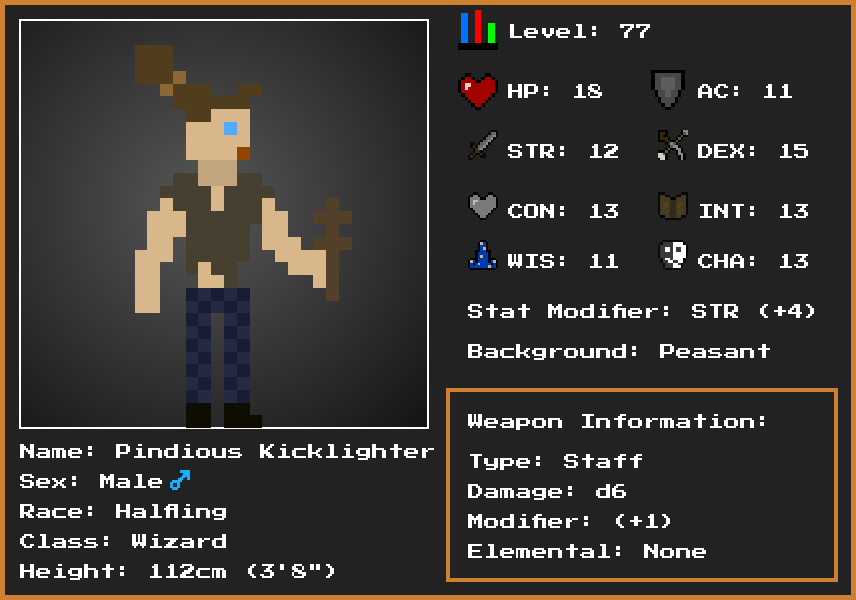 Level: 77
HP: 18 AC: 11
STR: 12 DEX: 15
CON: 13 INT: 13
WIS: 11 CHA: 13
Stat Modifier: STR (+4)
Background: Peasant
Weapon Information:
Type: Staff
Damage: d6
Modifier: (+1)
Elemental: None
Name: Pindious Kicklighter
Sex: Male ♂
Race: Halfling
Class: Wizard
Height: 112cm (3'8")